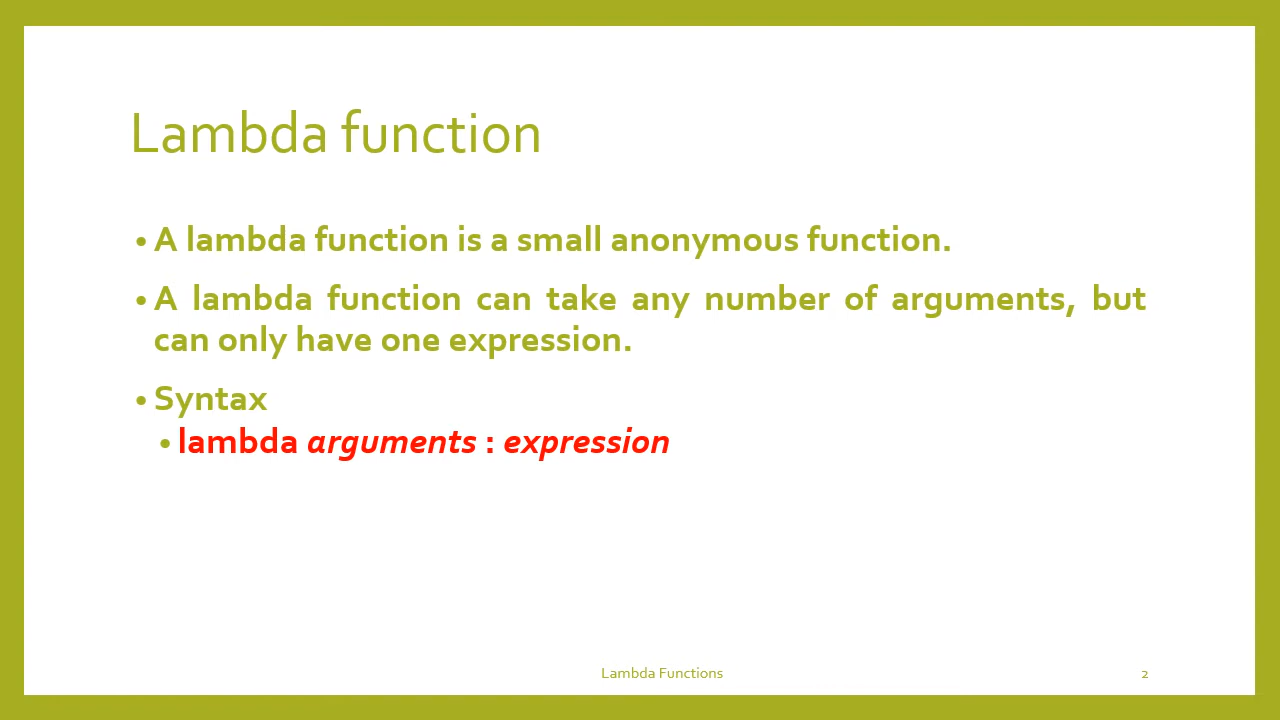 Lambda function
• A lambda function is a small anonymous function.
• A lambda function can take any number of arguments, but
can only have one expression.
• Syntax
• lambda arguments : expression
Lambda Functions
2